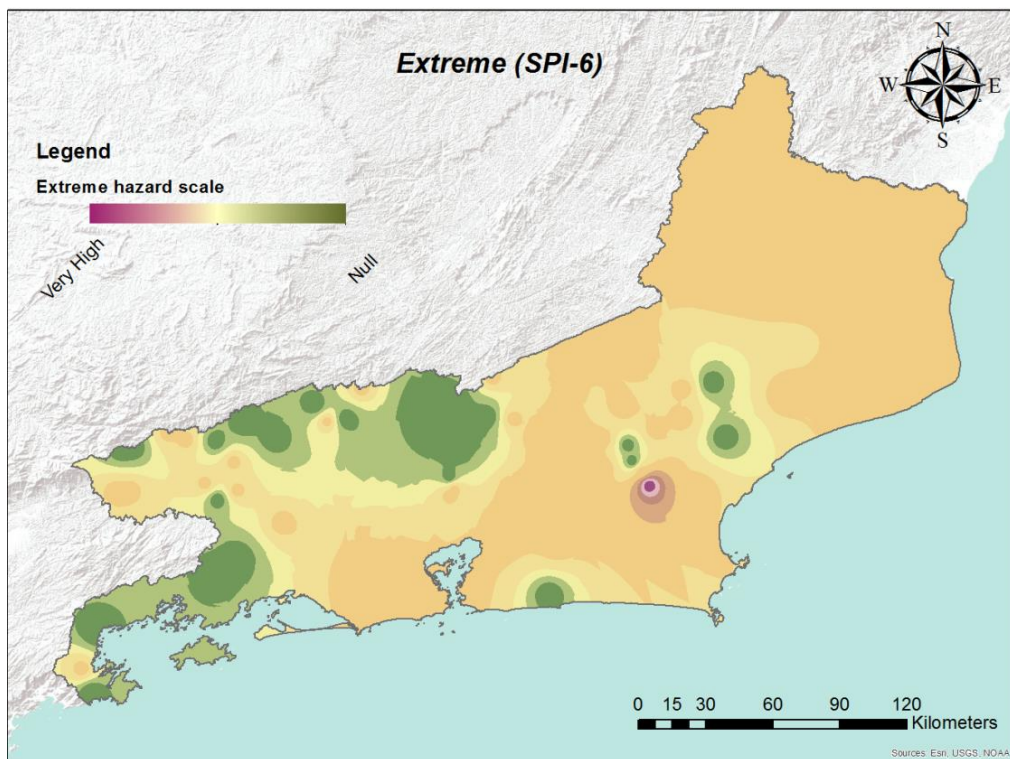 Extreme (SPI-6)
N
W E
S
Legend
Extreme hazard scale
Very High
Null
0 15 30 60 90 120
Kilometers
Sources: Esri, USGS, NOAA